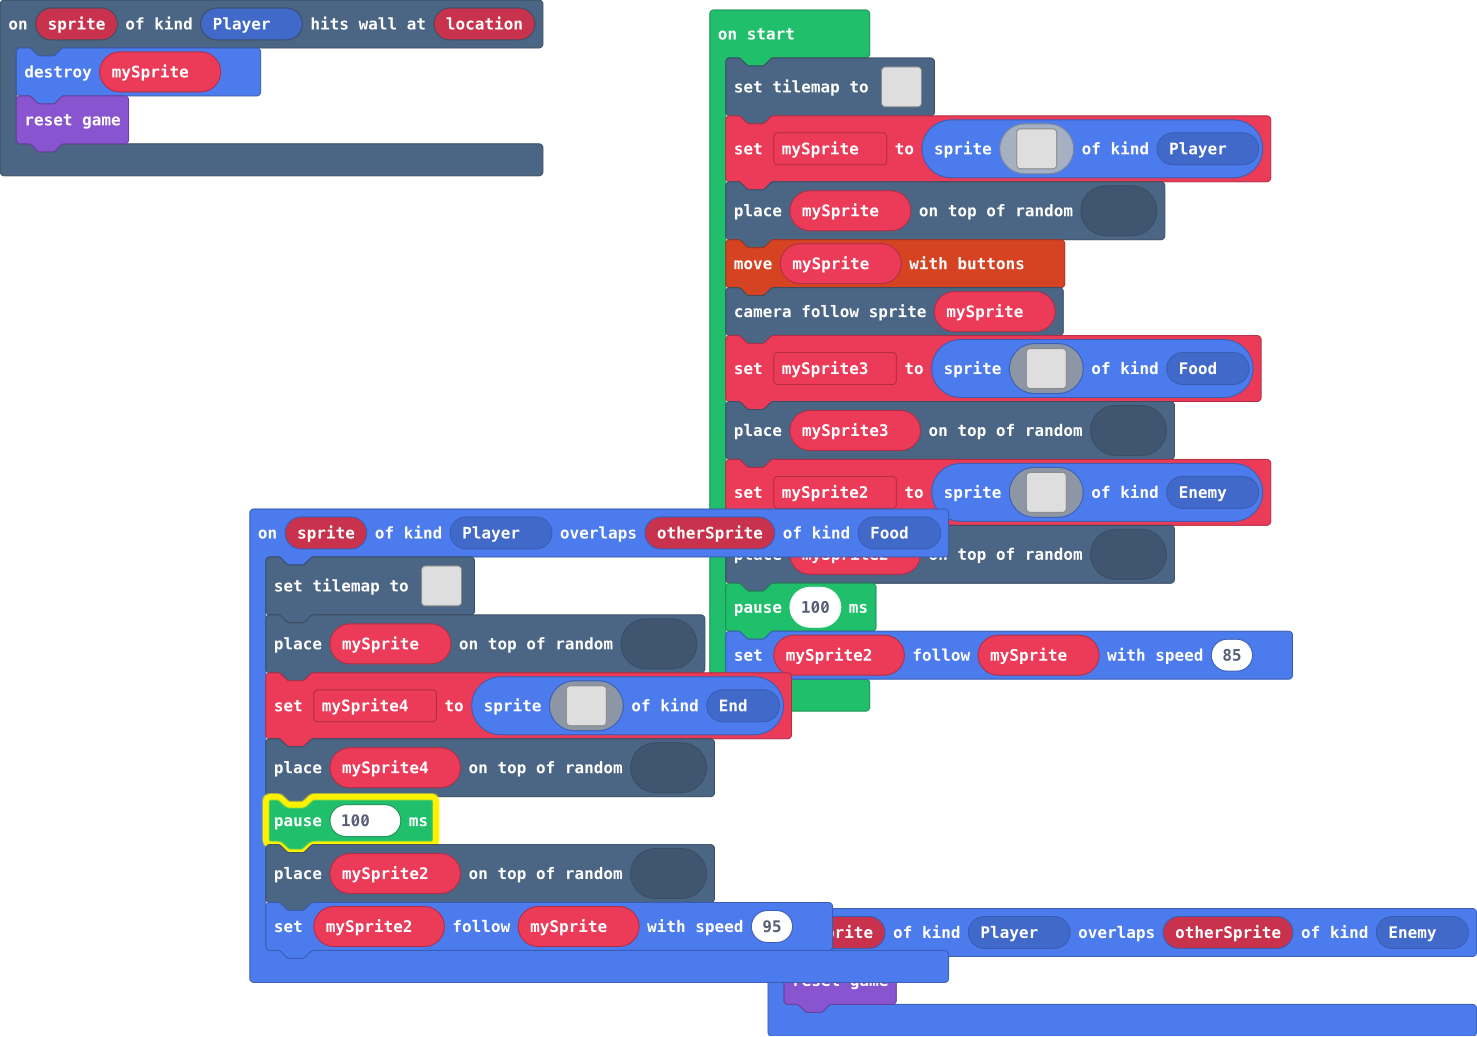 on sprite of kind Player hits wall at location
destroy mySprite
reset game
on start
set tilemap to
set mySprite to sprite of kind Player
place mySprite on top of random
move mySprite with buttons
camera follow sprite mySprite
set mySprite3 to sprite of kind Food
place mySprite3 on top of random
set mySprite2 to sprite of kind Enemy
place mySprite2 on top of random
pause 100 ms
set mySprite2 follow mySprite with speed 85
on sprite of kind Player overlaps otherSprite of kind Food
set tilemap to
place mySprite on top of random
set mySprite4 to sprite of kind End
place mySprite4 on top of random
pause 100 ms
place mySprite2 on top of random
set mySprite2 follow mySprite with speed 95
rite of kind Player overlaps otherSprite of kind Enemy
reset game